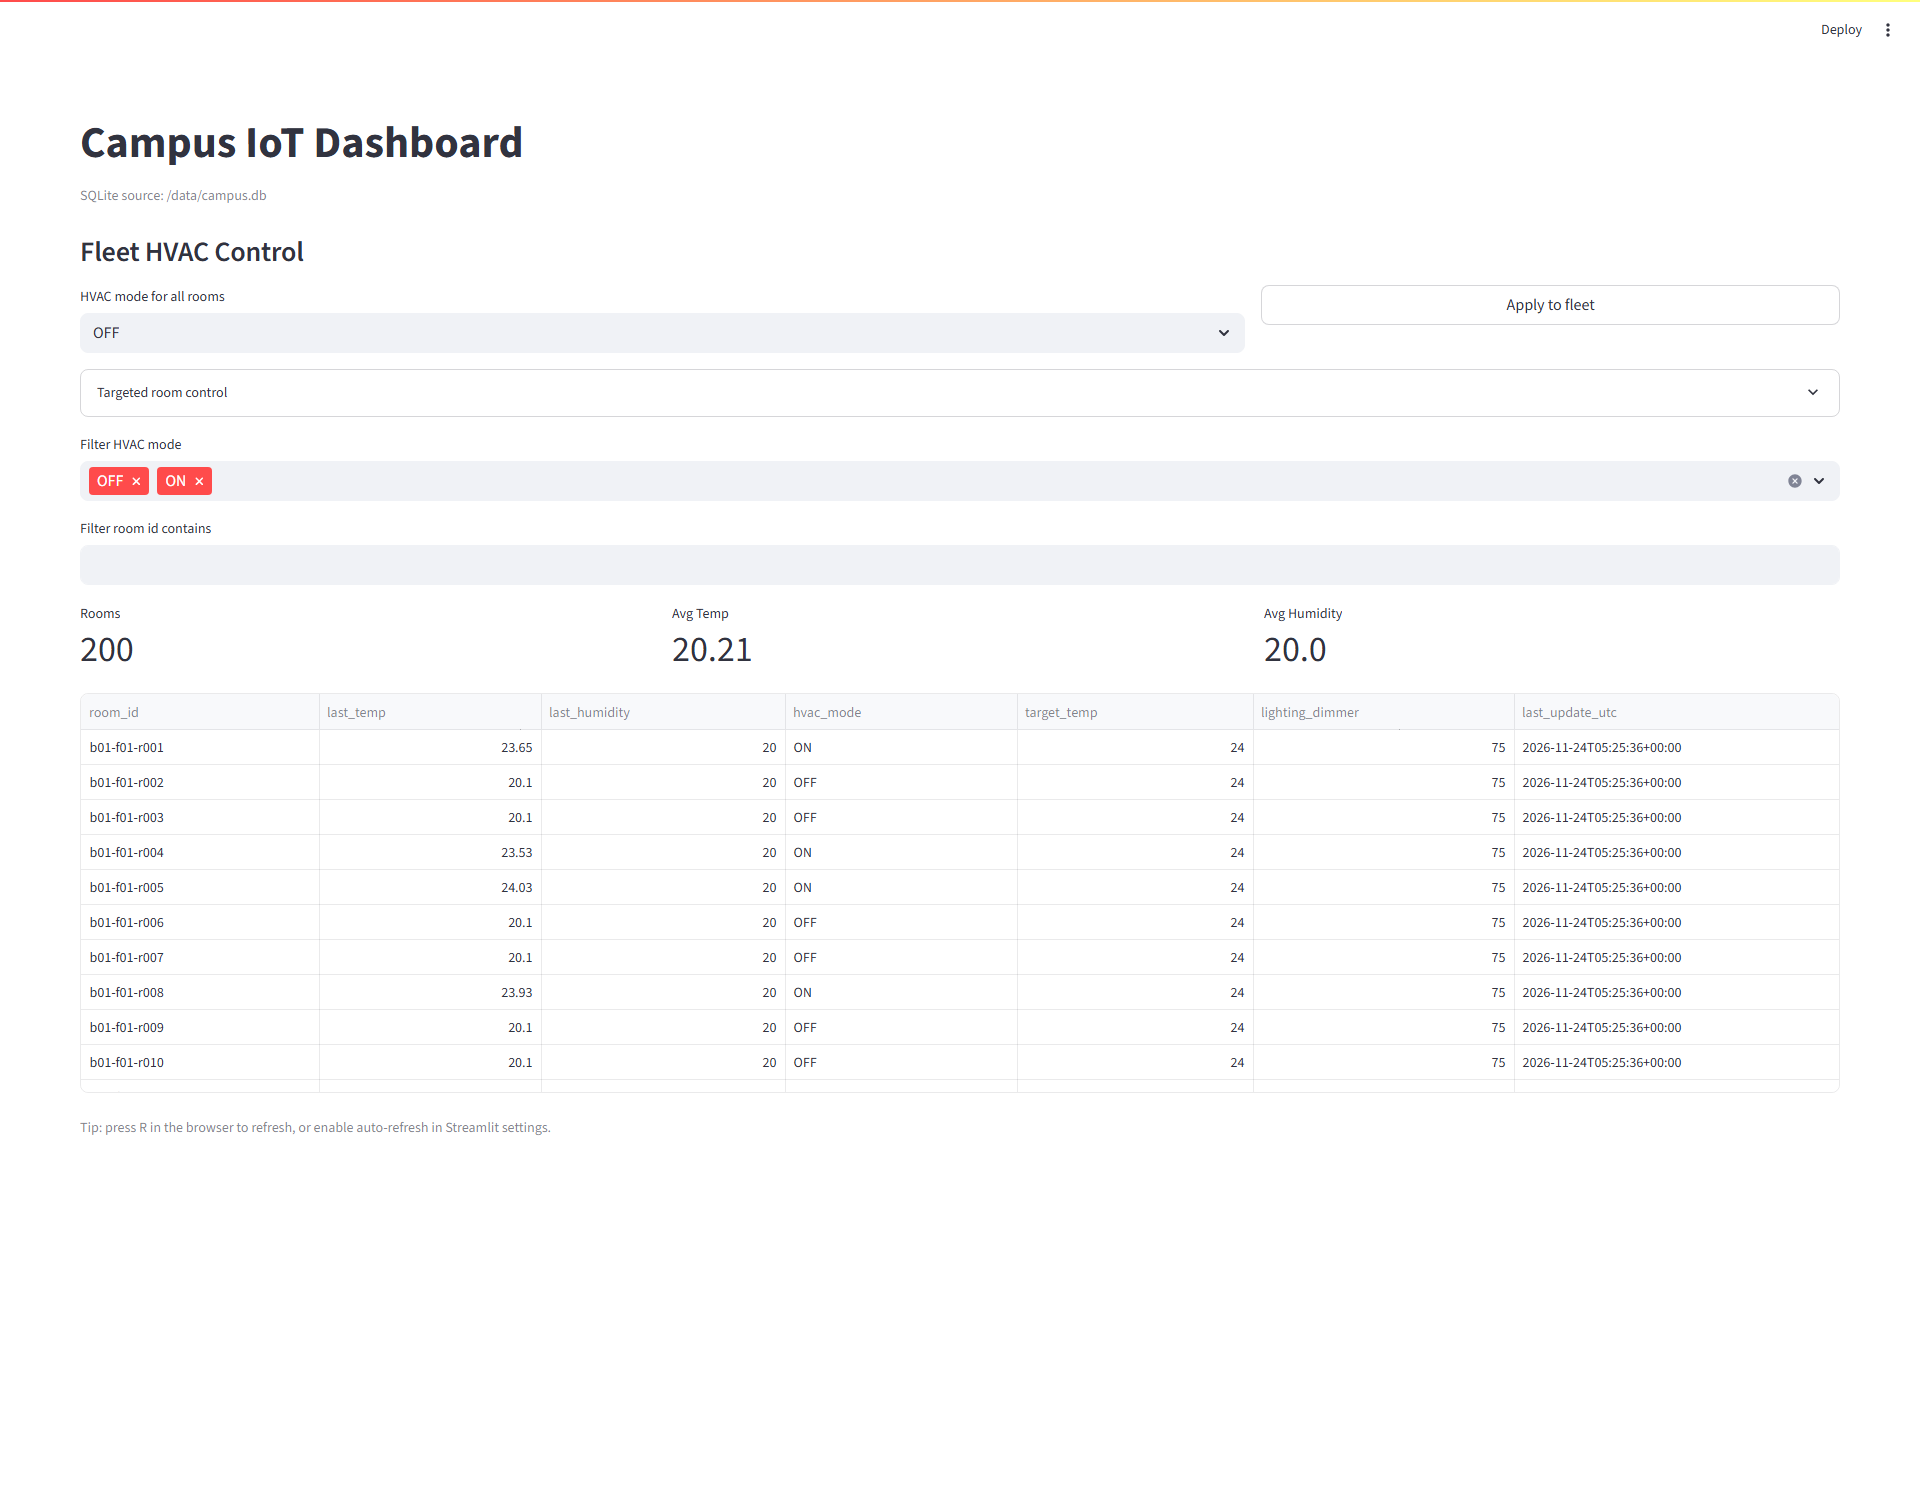 Deploy
Campus IoT Dashboard
SQLite source: /data/campus.db
Fleet HVAC Control
HVAC mode for all rooms
Apply to fleet
OFF
Targeted room control
Filter HVAC mode
OFF ON
Filter room id contains
Rooms Avg Temp Avg Humidity
200 20.21 20.0
room_id last_temp last_humidity hvac_mode target_temp lighting_dimmer last_update_utc
b01-f01-r001 23.65 20 ON 24 75 2026-11-24T05:25:36+00:00
b01-f01-r002 20.1 20 OFF 24 75 2026-11-24T05:25:36+00:00
b01-f01-r003 20.1 20 OFF 24 75 2026-11-24T05:25:36+00:00
b01-f01-r004 23.53 20 ON 24 75 2026-11-24T05:25:36+00:00
b01-f01-r005 24.03 20 ON 24 75 2026-11-24T05:25:36+00:00
b01-f01-r006 20.1 20 OFF 24 75 2026-11-24T05:25:36+00:00
b01-f01-r007 20.1 20 OFF 24 75 2026-11-24T05:25:36+00:00
b01-f01-r008 23.93 20 ON 24 75 2026-11-24T05:25:36+00:00
b01-f01-r009 20.1 20 OFF 24 75 2026-11-24T05:25:36+00:00
b01-f01-r010 20.1 20 OFF 24 75 2026-11-24T05:25:36+00:00
Tip: press R in the browser to refresh, or enable auto-refresh in Streamlit settings.